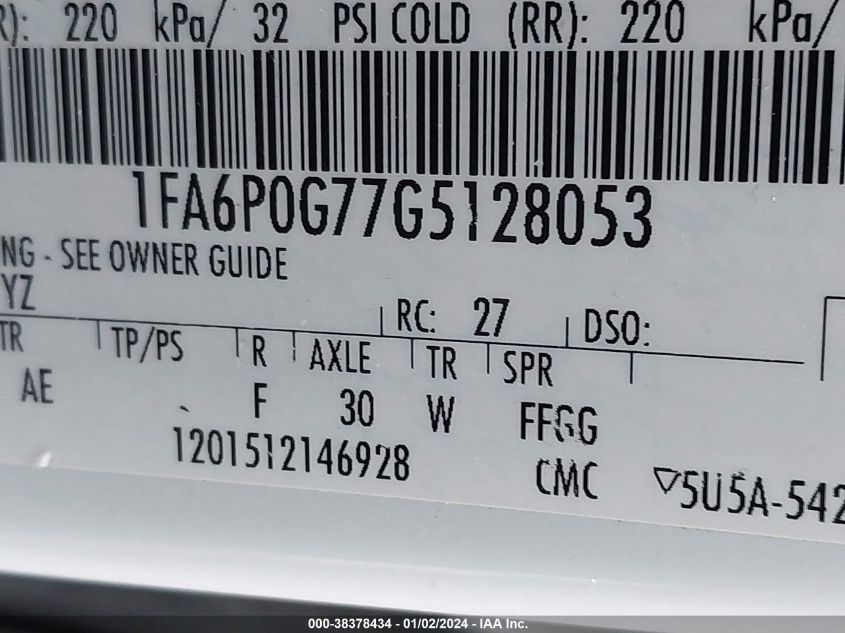 R): 220 kPa/ 32 PSI COLD (RR): 220 kPa/
1FA6P0G77G5128053
NG - SEE OWNER GUIDE
YZ
RC: 27 DSO:
TR TP/PS R AXLE TR SPR
AE F 30 W FFGG
1201512146928 CMC ▽5U5A-542
000-38378434 - 01/02/2024 - IAA Inc.